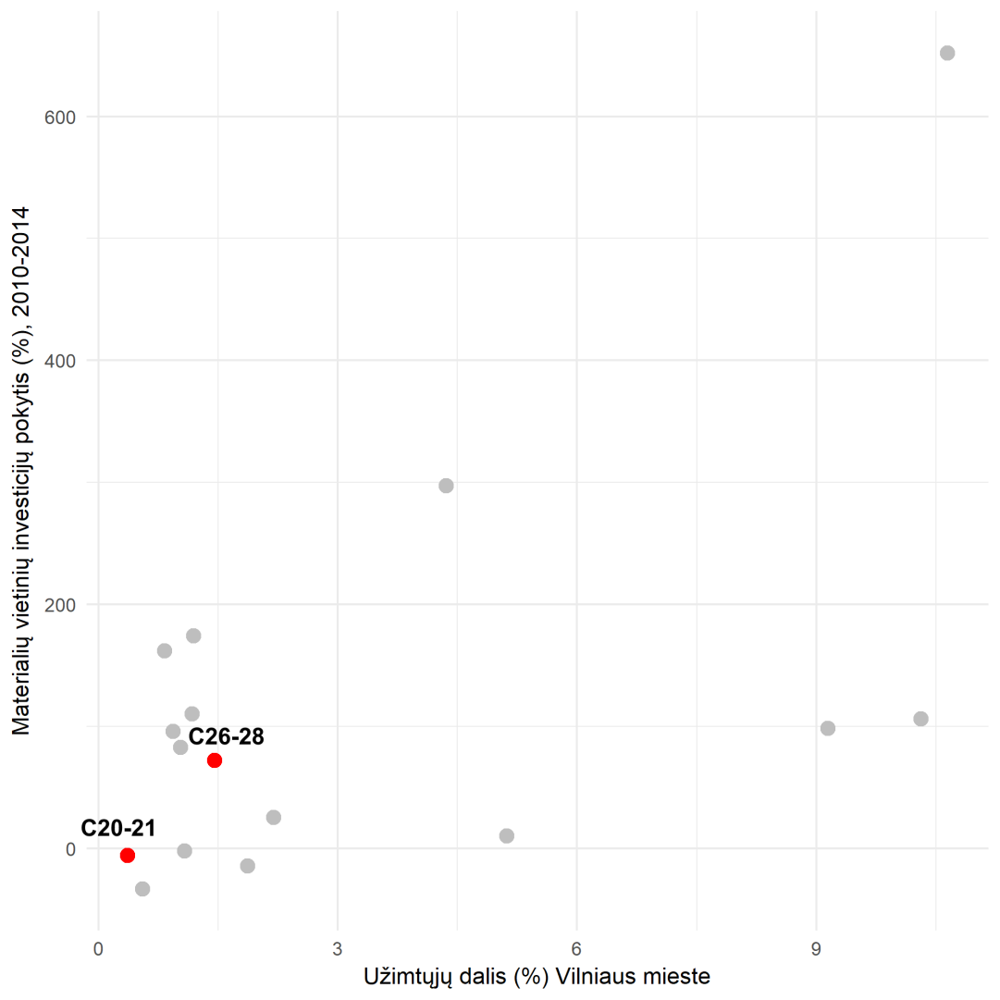 Materialių vietinių investicijų pokytis (%), 2010-2014
600
400
200
0
C26-28
C20-21
0
3
6
9
Užimtųjų dalis (%) Vilniaus mieste